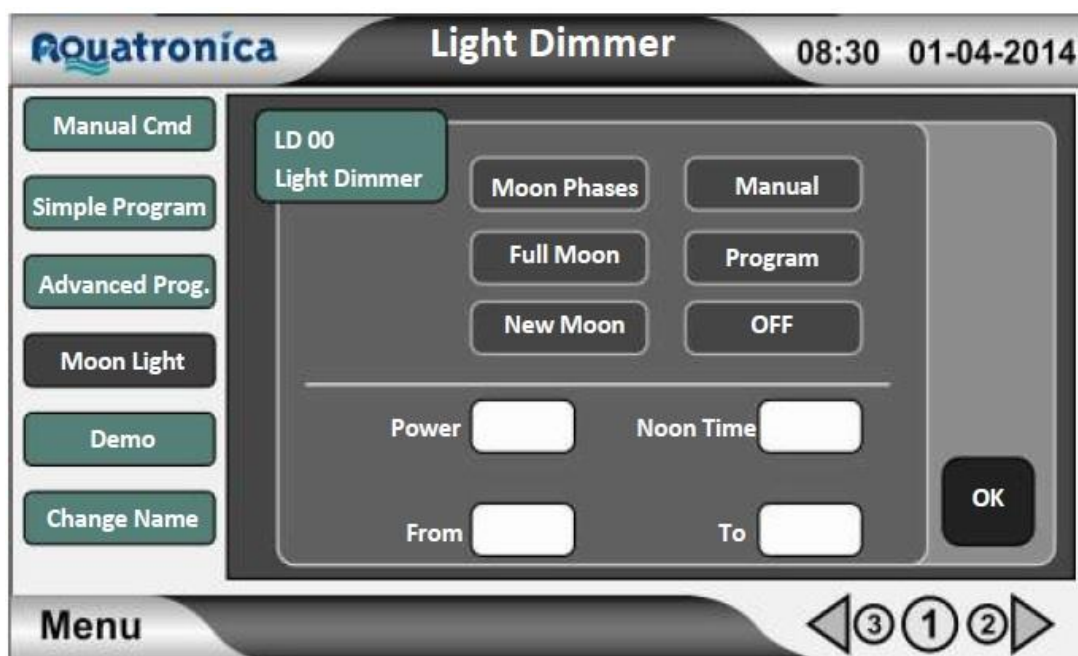 Aquatronica
Light Dimmer
08:30 01-04-2014
Manual Cmd
Simple Program
Advanced Prog.
Moon Light
Demo
Change Name
LD 00
Light Dimmer
Moon Phases
Manual
Full Moon
Program
New Moon
OFF
Power
Noon Time
From
To
OK
Menu
3 1 2